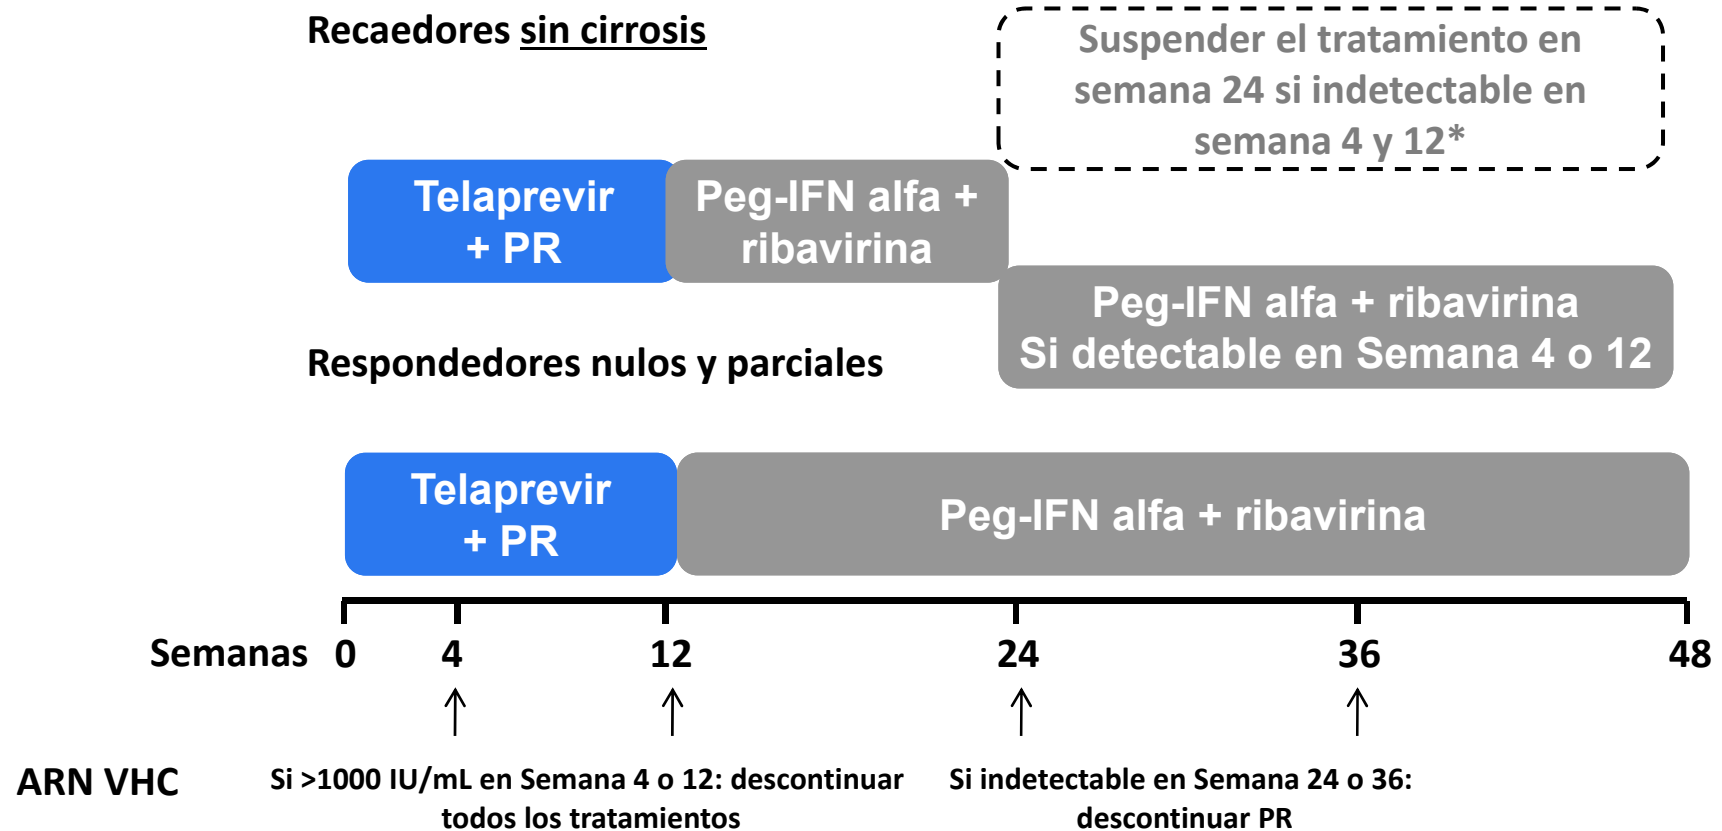 Recaedores sin cirrosis
Suspender el tratamiento en
semana 24 si indetectable en
semana 4 y 12*
Telaprevir
+ PR
Peg-IFN alfa +
ribavirina
Peg-IFN alfa + ribavirina
Si detectable en Semana 4 o 12
Respondedores nulos y parciales
Telaprevir
+ PR
Peg-IFN alfa + ribavirina
Semanas 0 4 12 24 36 48
ARN VHC
Si >1000 IU/mL en Semana 4 o 12: descontinuar
todos los tratamientos
Si indetectable en Semana 24 o 36:
descontinuar PR